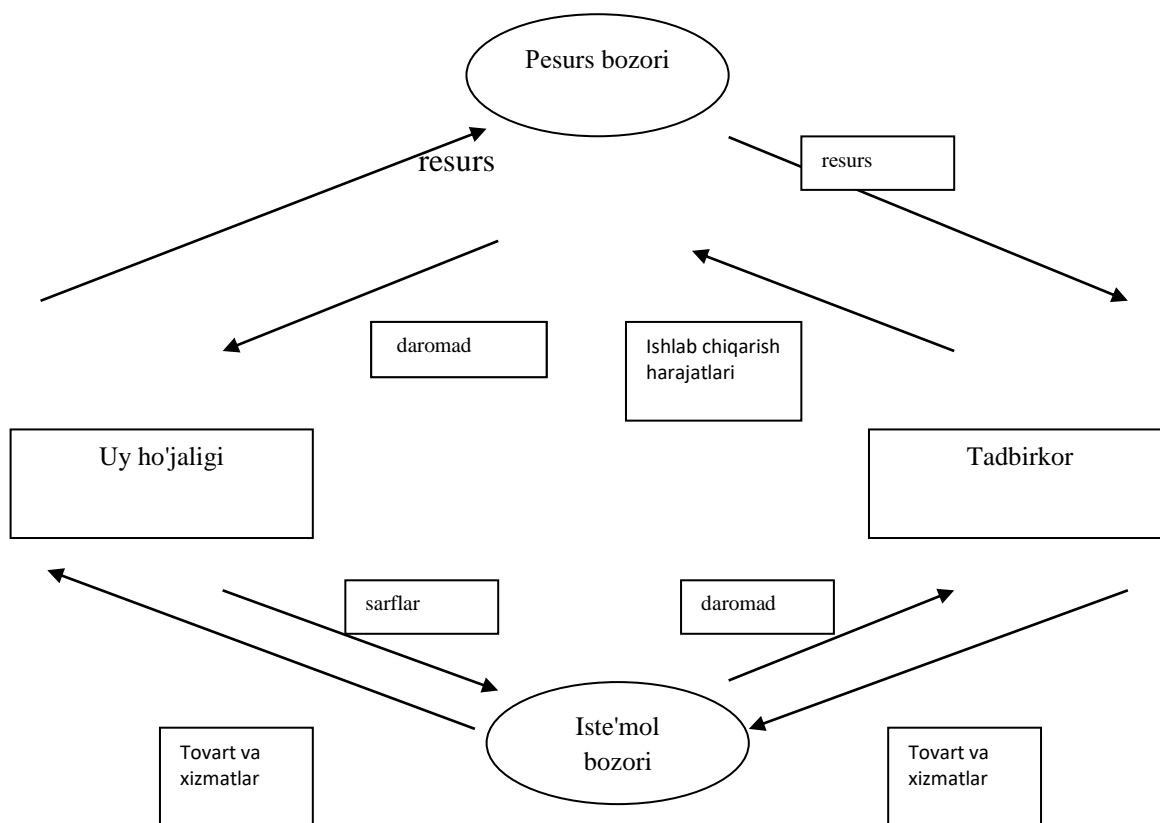 Pesurs bozori
resurs
resurs
daromad
Ishlab chiqarish
harajatlari
Uy ho'jaligi
Tadbirkor
sarflar
daromad
Iste'mol
bozori
Tovart va
xizmatlar
Tovart va
xizmatlar